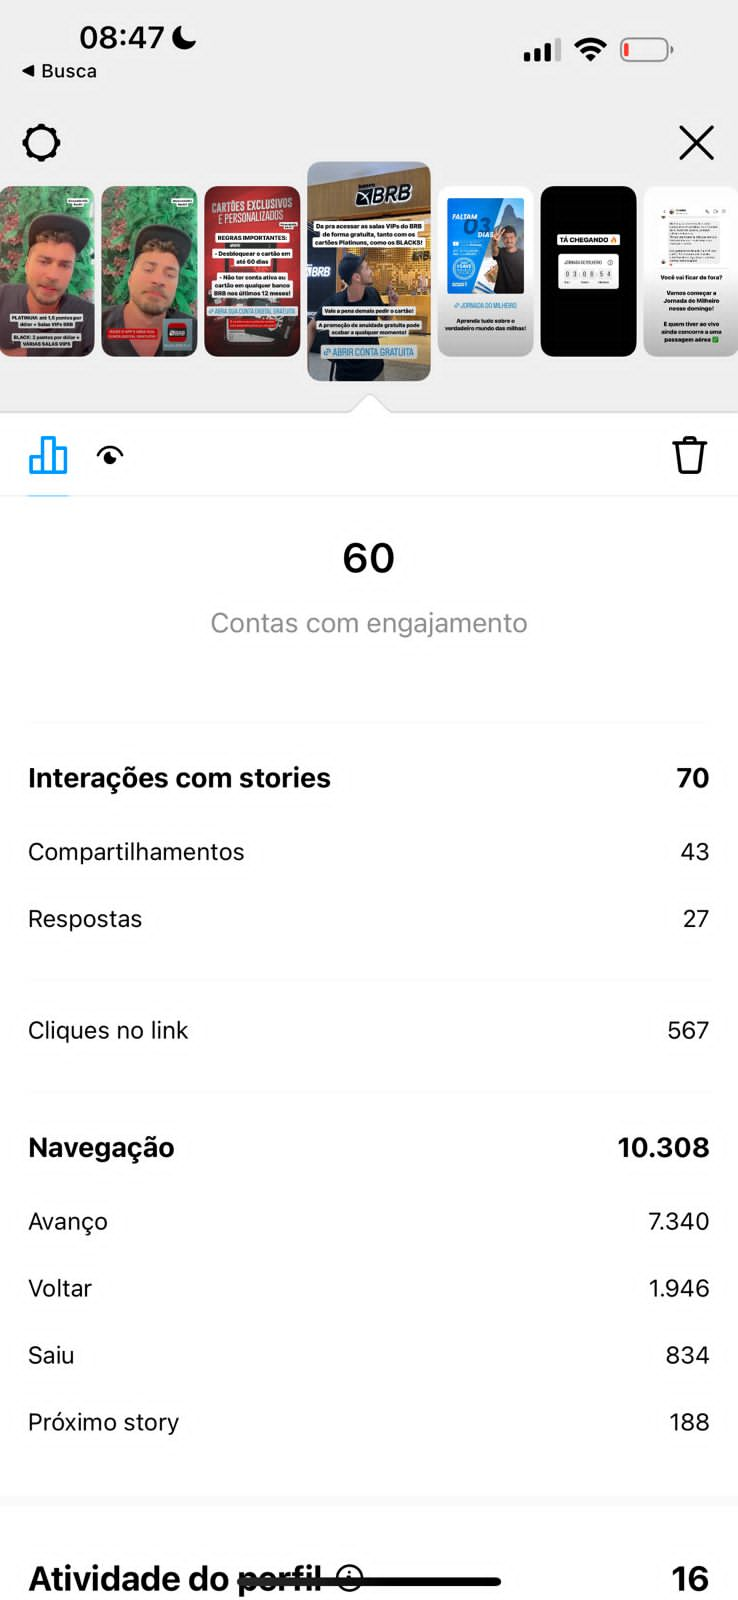 08:47
◀ Busca
PLATINUM: até 1,5 pontos por
dólar + Salas VIPs BRB
BLACK: 2 pontos por dólar +
VÁRIAS SALAS VIPS
CARTÕES EXCLUSIVOS
E PERSONALIZADOS
REGRAS IMPORTANTES:
- Desbloquear o cartão em
até 60 dias
- Não ter conta ativa ou
cartão em qualquer banco
BRB nos últimos 12 meses!
ABRA SUA CONTA DIGITAL GRATUITA
BRB
Da pra acessar as salas VIPs do BRB
de forma gratuita, tanto com os
cartões Platinuns, como os BLACKS!
BRB
Vale a pena demais pedir o cartão!
A promoção de anuidade gratuita pode
acabar a qualquer momento!
ABRIR CONTA GRATUITA
FALTAM
03
DIAS
JORNADA DO MILHEIRO
Aprenda tudo sobre o
verdadeiro mundo das milhas!
TÁ CHEGANDO 🔥
JORNADA DO MILHEIRO
03 08 54
Você vai ficar de fora?
Vamos começar a
Jornada do Milheiro
nesse domingo!
E quem tiver ao vivo
ainda concorre a uma
passagem aérea ✅
60
Contas com engajamento
Interações com stories 70
Compartilhamentos 43
Respostas 27
Cliques no link 567
Navegação 10.308
Avanço 7.340
Voltar 1.946
Saiu 834
Próximo story 188
Atividade do perfil 16